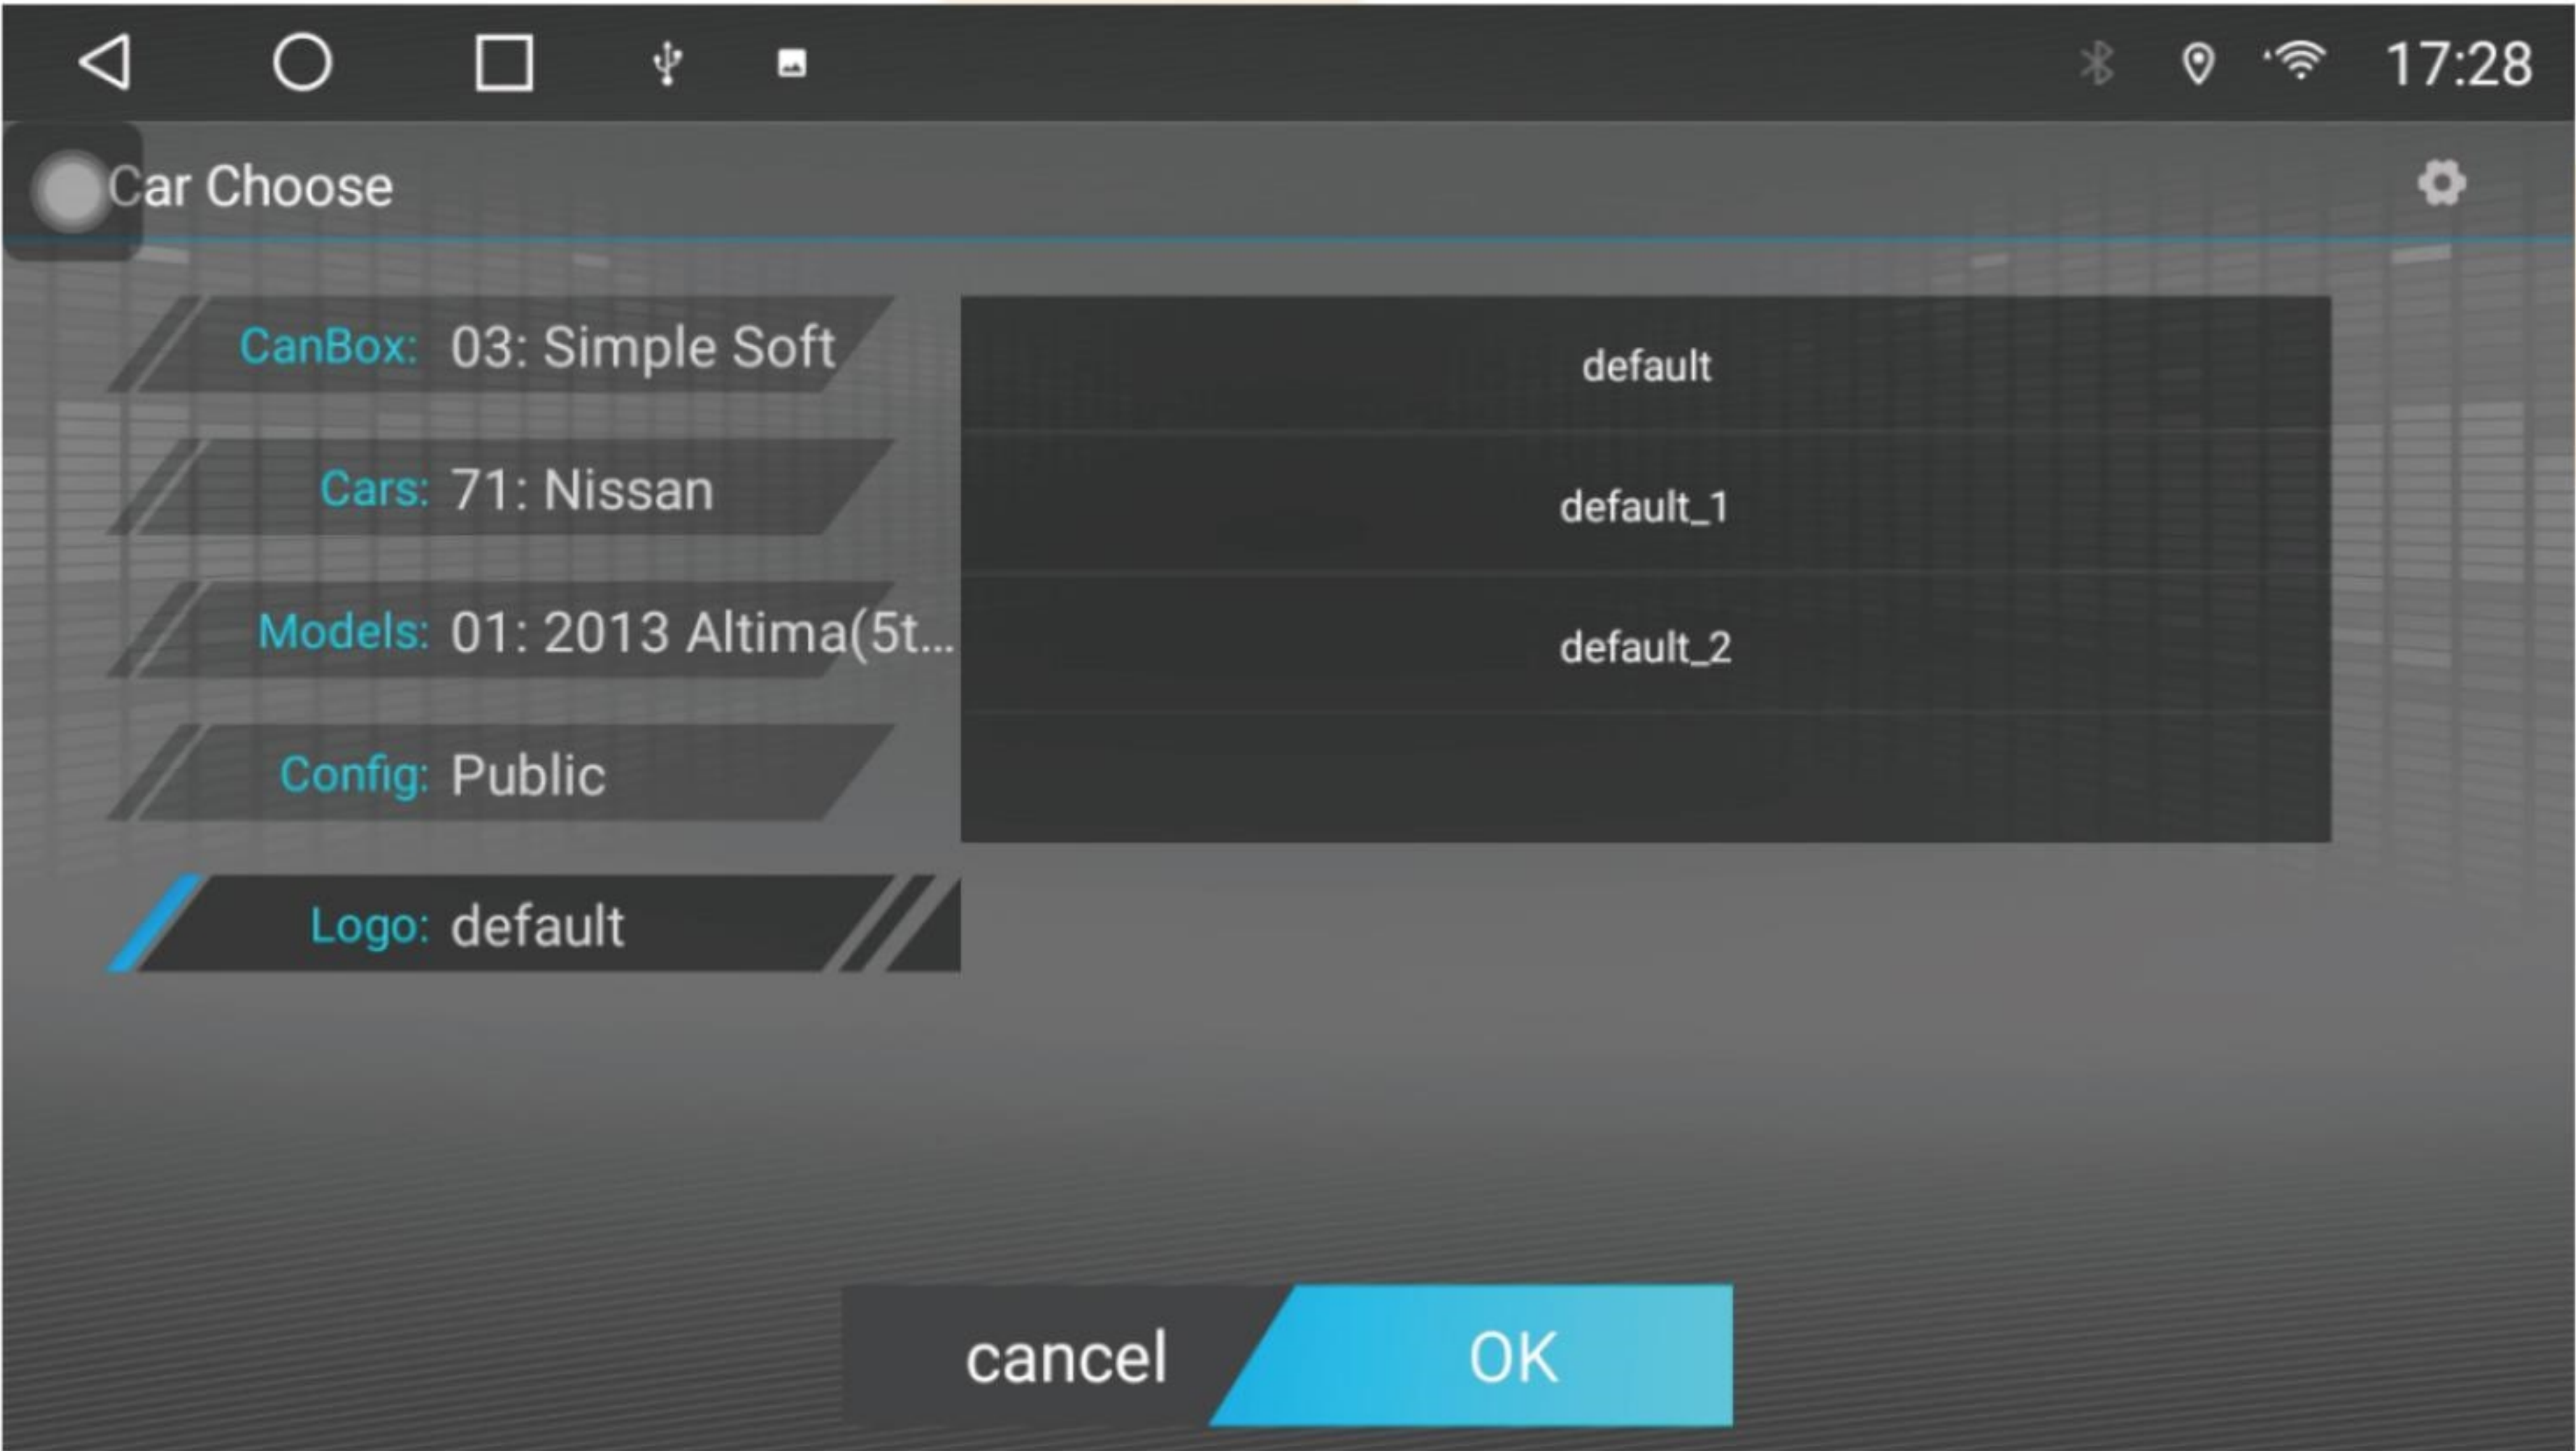 17:28
Car Choose
CanBox: 03: Simple Soft
Cars: 71: Nissan
Models: 01: 2013 Altima(5t...
Config: Public
Logo: default
default
default_1
default_2
cancel
OK